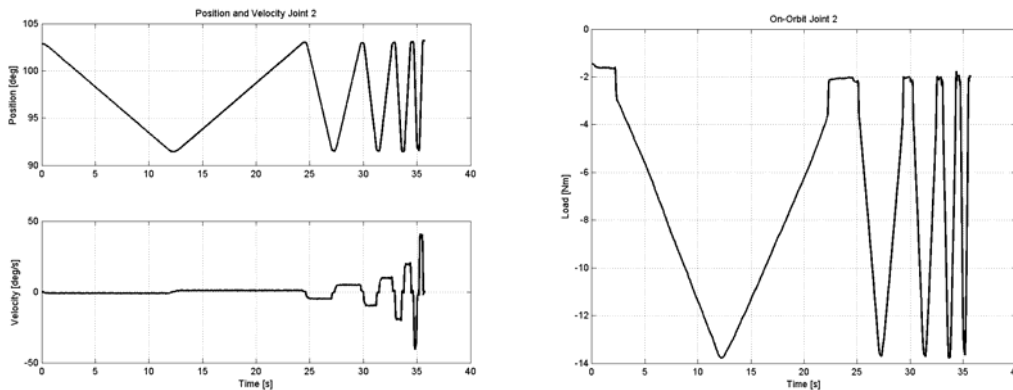 Position and Velocity Joint 2
Position [deg]
105
100
95
90
0 5 10 15 20 25 30 35 40
Velocity [deg/s]
50
0
-50
0 5 10 15 20 25 30 35 40
Time [s]
On-Orbit Joint 2
Load [Nm]
0
-2
-4
-6
-8
-10
-12
-14
0 5 10 15 20 25 30 35 40
Time [s]